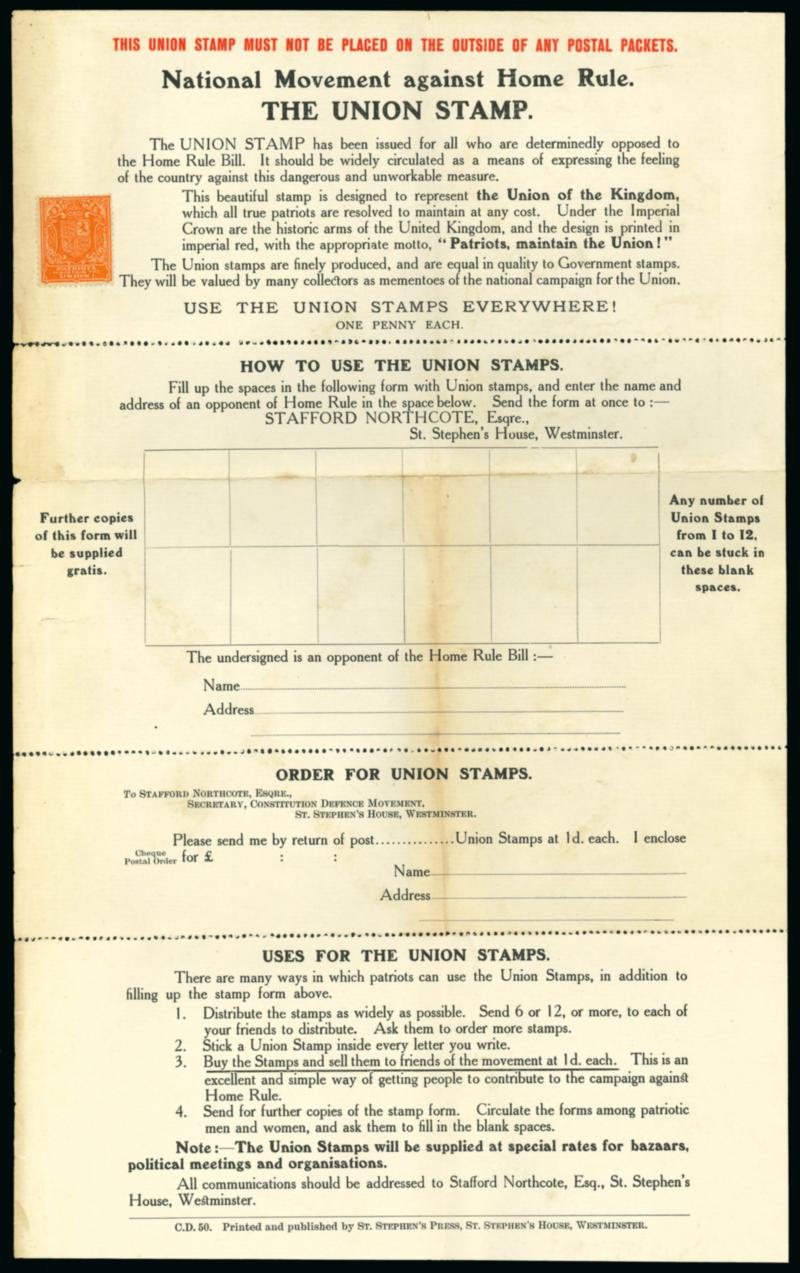 THIS UNION STAMP MUST NOT BE PLACED ON THE OUTSIDE OF ANY POSTAL PACKETS.
National Movement against Home Rule.
THE UNION STAMP.
The UNION STAMP has been issued for all who are determinedly opposed to
the Home Rule Bill. It should be widely circulated as a means of expressing the feeling
of the country against this dangerous and unworkable measure.
This beautiful stamp is designed to represent the Union of the Kingdom,
which all true patriots are resolved to maintain at any cost. Under the Imperial
Crown are the historic arms of the United Kingdom, and the design is printed in
imperial red, with the appropriate motto, "Patriots, maintain the Union!"
PATRIOTS
UNION!
The Union stamps are finely produced, and are equal in quality to Government stamps.
They will be valued by many collectors as mementoes of the national campaign for the Union.
USE THE UNION STAMPS EVERYWHERE!
ONE PENNY EACH.
HOW TO USE THE UNION STAMPS.
Fill up the spaces in the following form with Union stamps, and enter the name and
address of an opponent of Home Rule in the space below. Send the form at once to :—
STAFFORD NORTHCOTE, Esqre.,
St. Stephen's House, Westminster.
Further copies
of this form will
be supplied
gratis.
Any number of
Union Stamps
from 1 to 12,
can be stuck in
these blank
spaces.
The undersigned is an opponent of the Home Rule Bill :—
Name
Address
ORDER FOR UNION STAMPS.
To STAFFORD NORTHCOTE, ESQRE.,
SECRETARY, CONSTITUTION DEFENCE MOVEMENT,
ST. STEPHEN'S HOUSE, WESTMINSTER.
Please send me by return of post...............Union Stamps at 1d. each. I enclose
Cheque
Postal Order for £ : :
Name
Address
USES FOR THE UNION STAMPS.
There are many ways in which patriots can use the Union Stamps, in addition to
filling up the stamp form above.
1. Distribute the stamps as widely as possible. Send 6 or 12, or more, to each of
your friends to distribute. Ask them to order more stamps.
2. Stick a Union Stamp inside every letter you write.
3. Buy the Stamps and sell them to friends of the movement at 1d. each. This is an
excellent and simple way of getting people to contribute to the campaign against
Home Rule.
4. Send for further copies of the stamp form. Circulate the forms among patriotic
men and women, and ask them to fill in the blank spaces.
Note:—The Union Stamps will be supplied at special rates for bazaars,
political meetings and organisations.
All communications should be addressed to Stafford Northcote, Esq., St. Stephen's
House, Westminster.
C.D. 50. Printed and published by ST. STEPHEN'S PRESS, ST. STEPHEN'S HOUSE, WESTMINSTER.